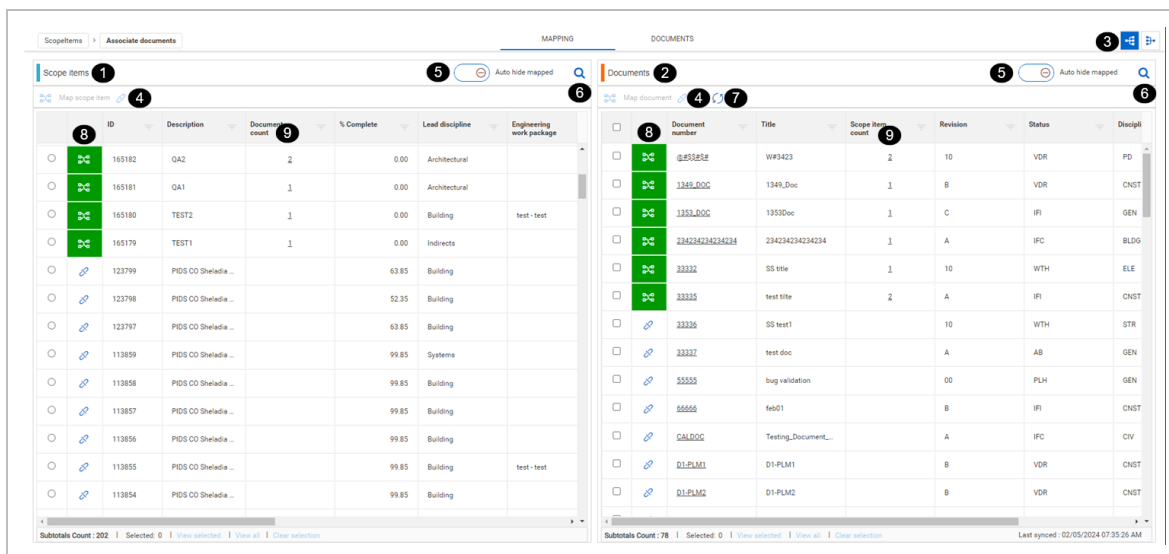 ScopeItems > Associate documents
MAPPING DOCUMENTS
3
Scope items 1 5 Auto hide mapped
6
Map scope item 4
8 ID Description Document count 9 % Complete Lead discipline Engineering work package
165182 QA2 2 0.00 Architectural
165181 QA1 1 0.00 Architectural
165180 TEST2 1 0.00 Building test - test
165179 TEST1 1 0.00 Indirects
123799 PIDS CO Sheladia ... 63.85 Building
123798 PIDS CO Sheladia ... 52.35 Building
123797 PIDS CO Sheladia ... 63.85 Building
113859 PIDS CO Sheladia ... 99.85 Systems
113858 PIDS CO Sheladia ... 99.85 Building
113857 PIDS CO Sheladia ... 99.85 Building
113856 PIDS CO Sheladia ... 99.85 Building
113855 PIDS CO Sheladia ... 99.85 Building test - test
113854 PIDS CO Sheladia ... 99.85 Building
Subtotals Count : 202 | Selected: 0 | View selected | View all | Clear selection
Documents 2 5 Auto hide mapped
6
Map document 4 7
8 Document number Title Scope item count 9 Revision Status Discipli
@#$$#$# W#3423 2 10 VDR PD
1349_DOC 1349_Doc 1 B VDR CNST
1353_DOC 1353Doc 1 C IFI GEN
234234234234234 234234234234234 1 A IFC BLDG
33332 SS title 1 10 WTH ELE
33335 test tilte 2 A IFI CNST
33336 SS test1 10 WTH STR
33337 test doc A AB GEN
55555 bug validation 00 PLH GEN
66666 feb01 B IFI CNST
CALDOC Testing_Document_... A IFC CIV
D1-PLM1 D1-PLM1 B VDR CNST
D1-PLM2 D1-PLM2 B VDR CNST
Subtotals Count : 78 | Selected: 0 | View selected | View all | Clear selection Last synced : 02/05/2024 07:35:26 AM